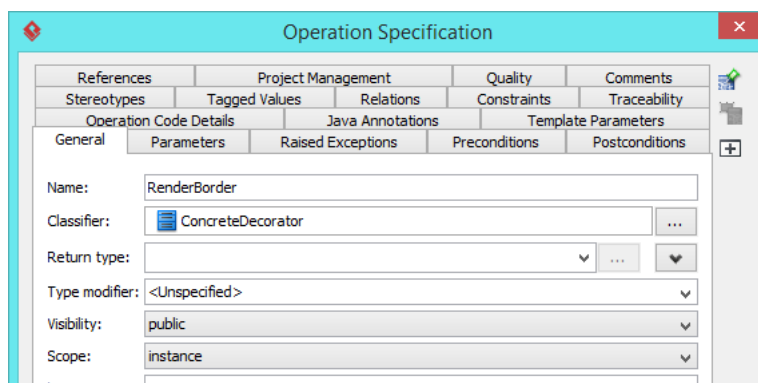 Operation Specification
References Project Management Quality Comments
Stereotypes Tagged Values Relations Constraints Traceability
Operation Code Details Java Annotations Template Parameters
General Parameters Raised Exceptions Preconditions Postconditions
Name: RenderBorder
Classifier: ConcreteDecorator ...
Return type: ...
Type modifier: <Unspecified>
Visibility: public
Scope: instance